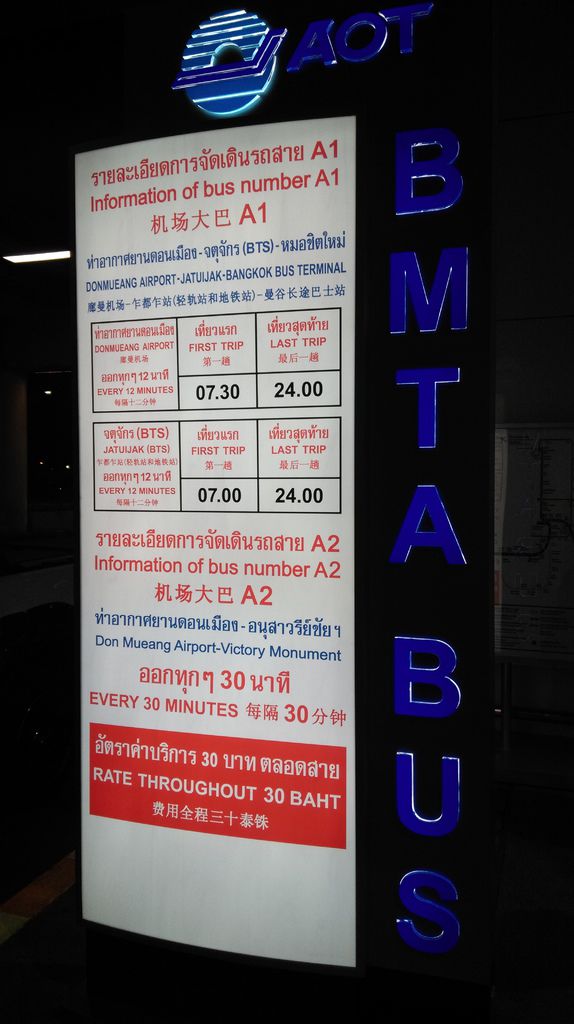 AOT
BMTA BUS
รายละเอียดการจัดเดินรถสาย A1
Information of bus number A1
机场大巴 A1
ท่าอากาศยานดอนเมือง-จตุจักร (BTS)-หมอชิตใหม่
DONMUEANG AIRPORT-JATUIJAK-BANGKOK BUS TERMINAL
廊曼机场-乍都乍站(轻轨站和地铁站)-曼谷长途巴士站
ท่าอากาศยานดอนเมือง
DONMUEANG AIRPORT
廊曼机场
ออกทุกๆ 12 นาที
EVERY 12 MINUTES
每隔十二分钟
เที่ยวแรก
FIRST TRIP
第一趟
07.30
เที่ยวสุดท้าย
LAST TRIP
最后一趟
24.00
จตุจักร (BTS)
JATUIJAK (BTS)
乍都乍站(轻轨站和地铁站)
ออกทุกๆ 12 นาที
EVERY 12 MINUTES
每隔十二分钟
เที่ยวแรก
FIRST TRIP
第一趟
07.00
เที่ยวสุดท้าย
LAST TRIP
最后一趟
24.00
รายละเอียดการจัดเดินรถสาย A2
Information of bus number A2
机场大巴 A2
ท่าอากาศยานดอนเมือง - อนุสาวรีย์ชัย ฯ
Don Mueang Airport-Victory Monument
ออกทุกๆ 30 นาที
EVERY 30 MINUTES 每隔 30 分钟
อัตราค่าบริการ 30 บาท ตลอดสาย
RATE THROUGHOUT 30 BAHT
费用全程三十泰铢